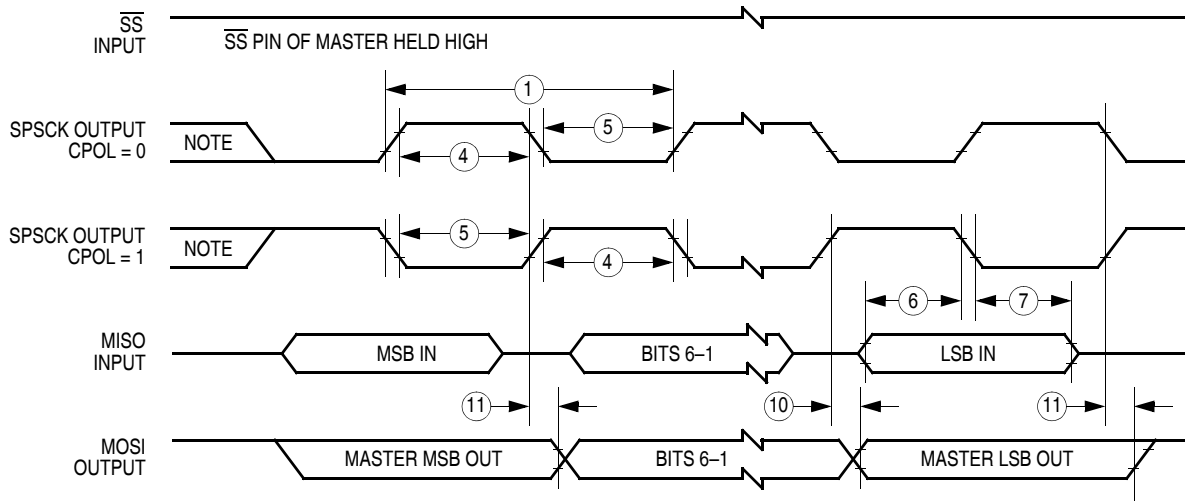 SS
INPUT
SS PIN OF MASTER HELD HIGH
1
SPSCK OUTPUT
CPOL = 0
NOTE
5
4
SPSCK OUTPUT
CPOL = 1
NOTE
5
4
6
7
MISO
INPUT
MSB IN
BITS 6–1
LSB IN
11
10
11
MOSI
OUTPUT
MASTER MSB OUT
BITS 6–1
MASTER LSB OUT